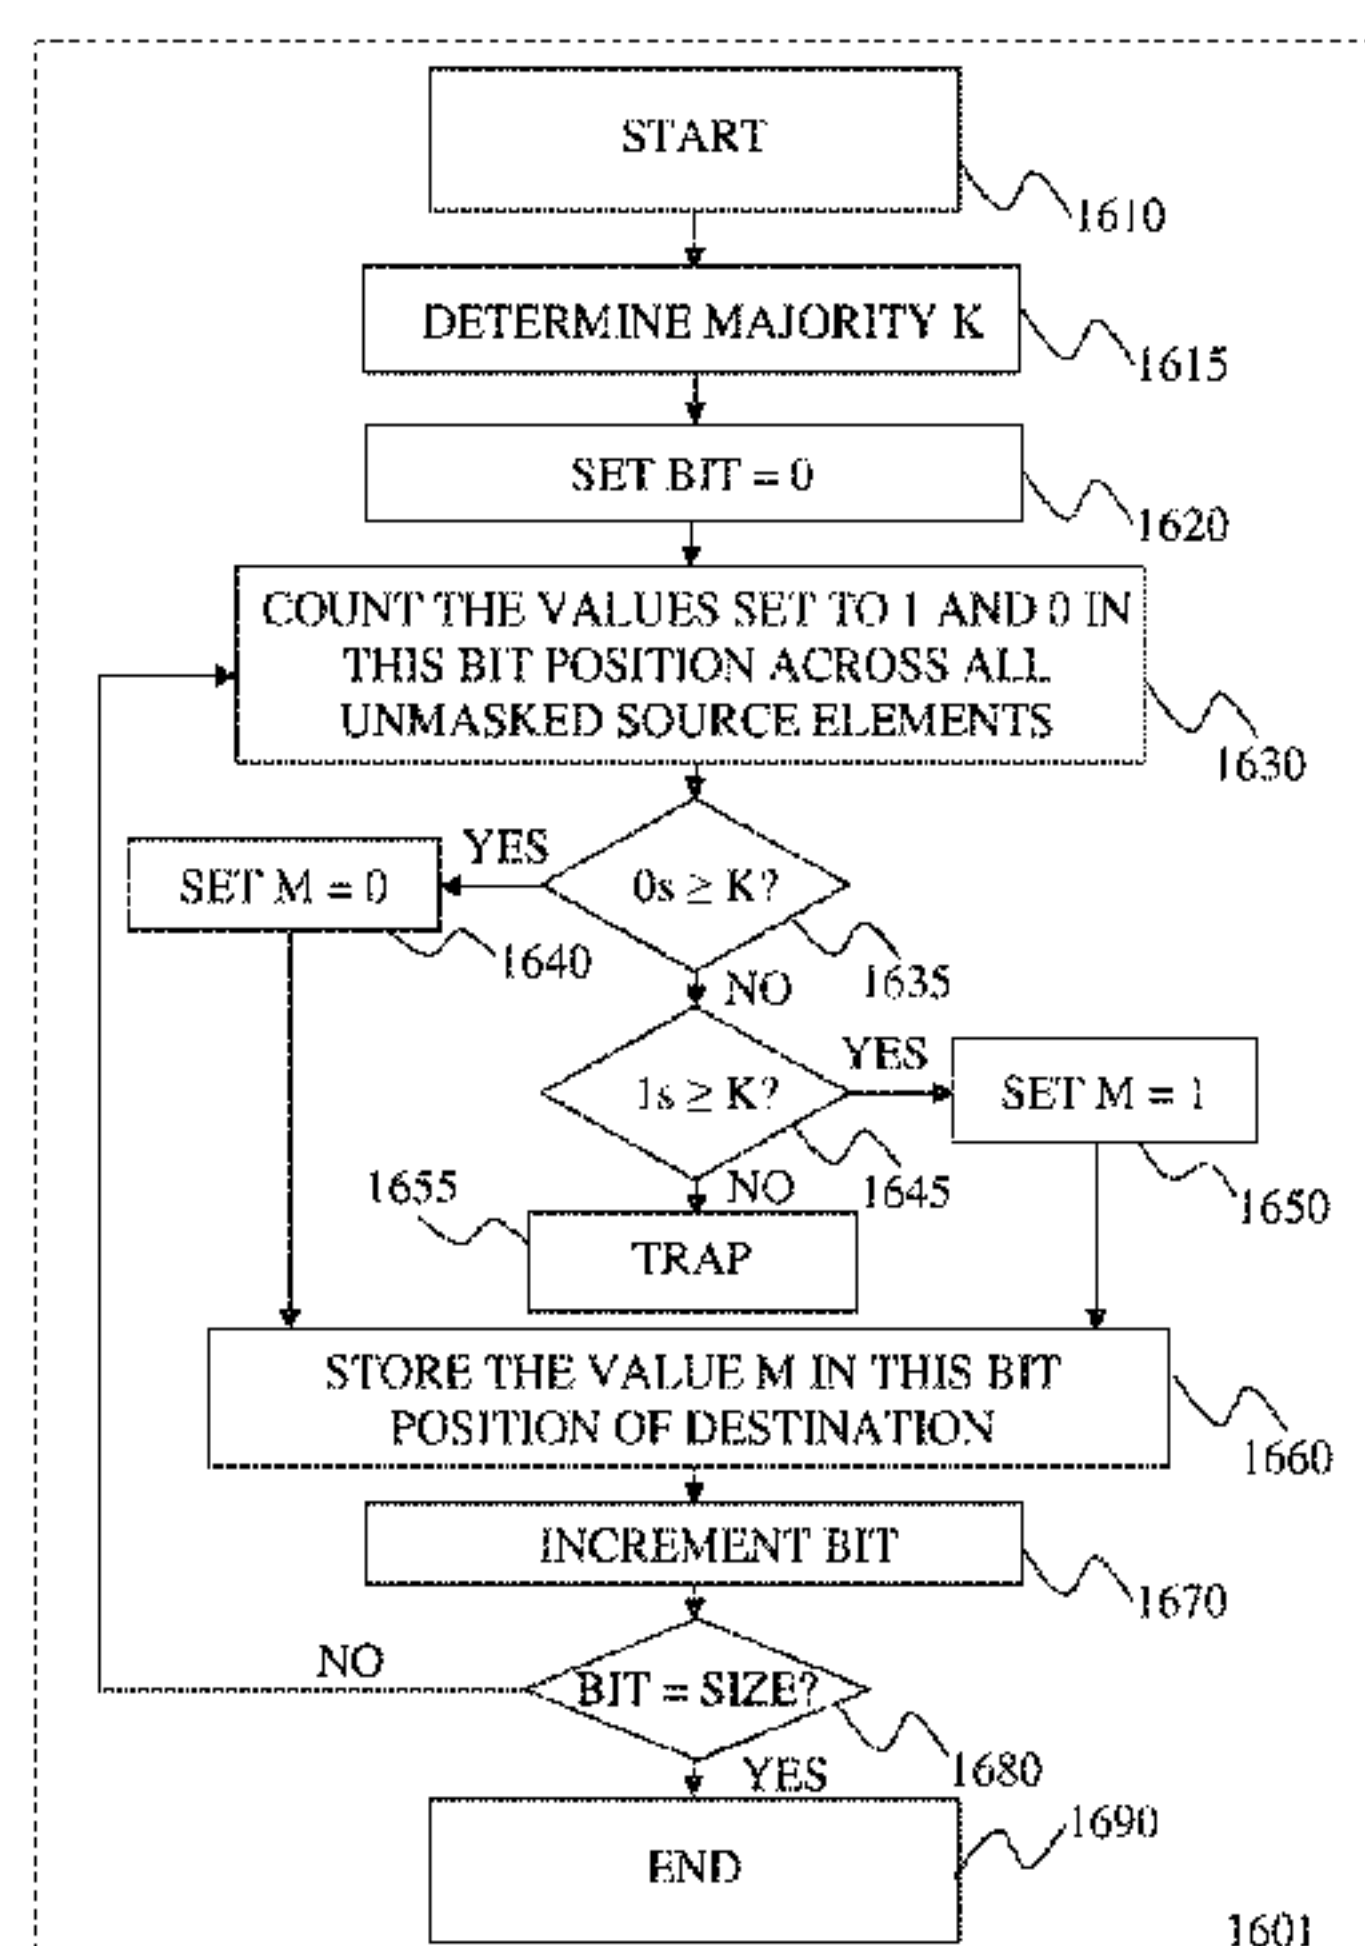 START
1610
DETERMINE MAJORITY K
1615
SET BIT = 0
1620
COUNT THE VALUES SET TO 1 AND 0 IN
THIS BIT POSITION ACROSS ALL
UNMASKED SOURCE ELEMENTS
1630
YES
SET M = 0
0s ≥ K?
1640
1635
NO
YES
1s ≥ K?
SET M = 1
1655
NO
1645
1650
TRAP
STORE THE VALUE M IN THIS BIT
POSITION OF DESTINATION
1660
INCREMENT BIT
1670
NO
BIT = SIZE?
1680
YES
1690
END
1601